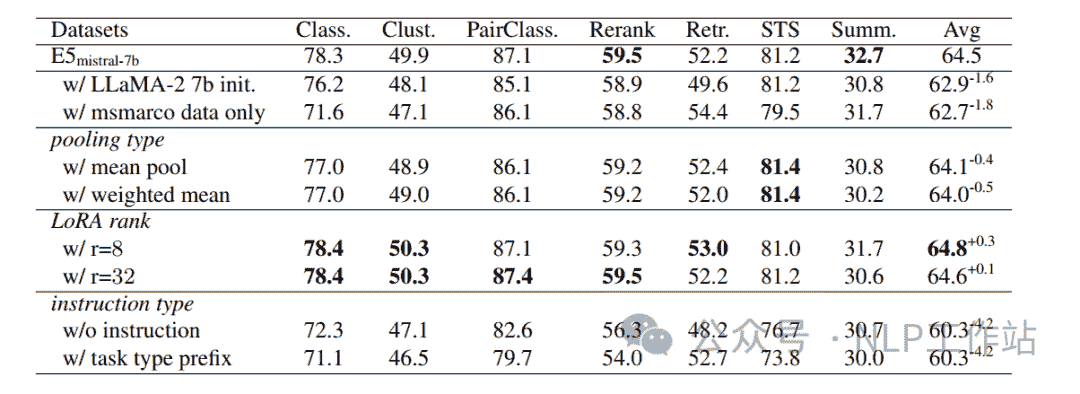 Datasets Class. Clust. PairClass. Rerank Retr. STS Summ. Avg
E5mistral-7b 78.3 49.9 87.1 59.5 52.2 81.2 32.7 64.5
w/ LLaMA-2 7b init. 76.2 48.1 85.1 58.9 49.6 81.2 30.8 62.9-1.6
w/ msmarco data only 71.6 47.1 86.1 58.8 54.4 79.5 31.7 62.7-1.8
pooling type
w/ mean pool 77.0 48.9 86.1 59.2 52.4 81.4 30.8 64.1-0.4
w/ weighted mean 77.0 49.0 86.1 59.2 52.0 81.4 30.2 64.0-0.5
LoRA rank
w/ r=8 78.4 50.3 87.1 59.3 53.0 81.0 31.7 64.8+0.3
w/ r=32 78.4 50.3 87.4 59.5 52.2 81.2 30.6 64.6+0.1
instruction type
w/o instruction 72.3 47.1 82.6 56.3 48.2 76.7 30.7 60.3-4.2
公众号 · NLP工作站
w/ task type prefix 71.1 46.5 79.7 54.0 52.7 73.8 30.0 60.3-4.2